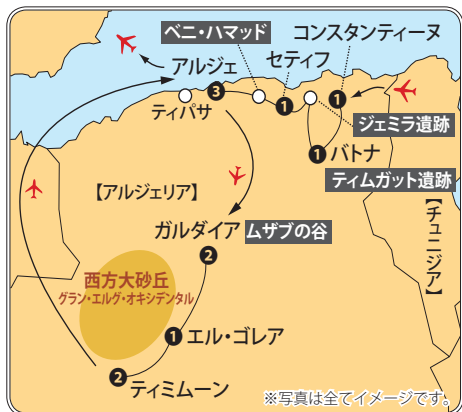 ベニ・ハマッド
コンスタンティーヌ
アルジェ
セティフ
3
ティパサ
1
1
ジェミラ遺跡
1
バトナ
ティムガット遺跡
【アルジェリア】
【チュニジア】
ガルダイア
ムザブの谷
2
西方大砂丘
グラン・エルグ・オキシデンタル
1
エル・ゴレア
2
ティミムーン
※写真は全てイメージです。